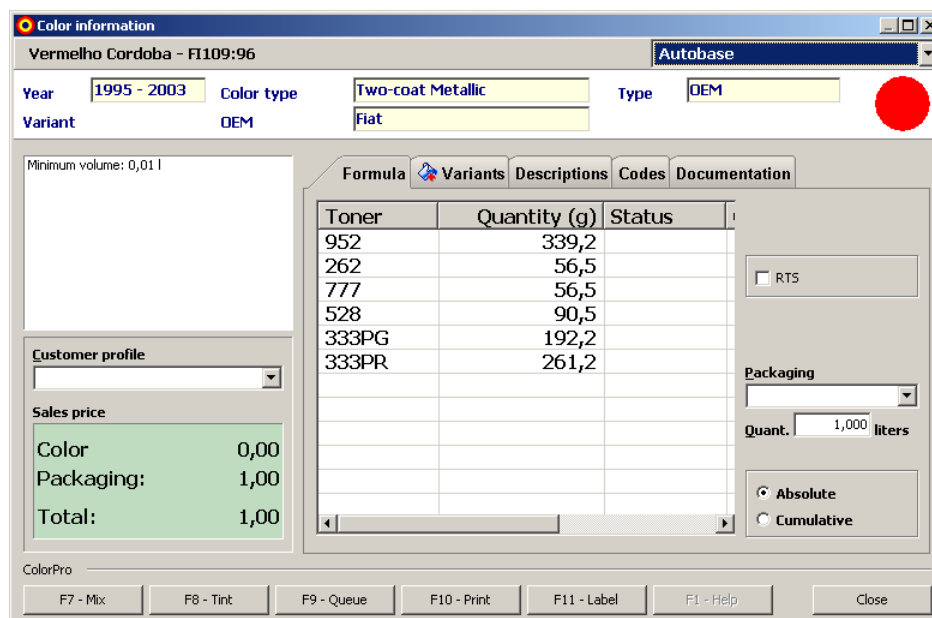 Color information
Vermelho Cordoba - FI109:96 Autobase
Year 1995 - 2003 Color type Two-coat Metallic Type OEM
Variant OEM Fiat
Minimum volume: 0,01 l
Formula Variants Descriptions Codes Documentation
Toner Quantity (g) Status
952 339,2
262 56,5
777 56,5
528 90,5
333PG 192,2
333PR 261,2
RTS
Customer profile
Sales price
Color 0,00
Packaging: 1,00
Total: 1,00
Packaging
Quant. 1,000 liters
Absolute
Cumulative
ColorPro
F7 - Mix F8 - Tint F9 - Queue F10 - Print F11 - Label F1 - Help Close